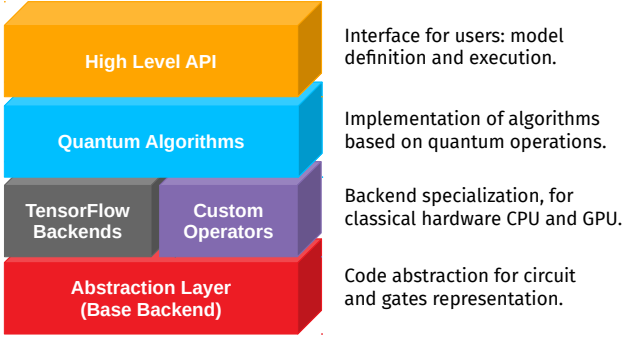 High Level API
Interface for users: model
definition and execution.
Quantum Algorithms
Implementation of algorithms
based on quantum operations.
TensorFlow
Backends
Custom
Operators
Backend specialization, for
classical hardware CPU and GPU.
Abstraction Layer
(Base Backend)
Code abstraction for circuit
and gates representation.